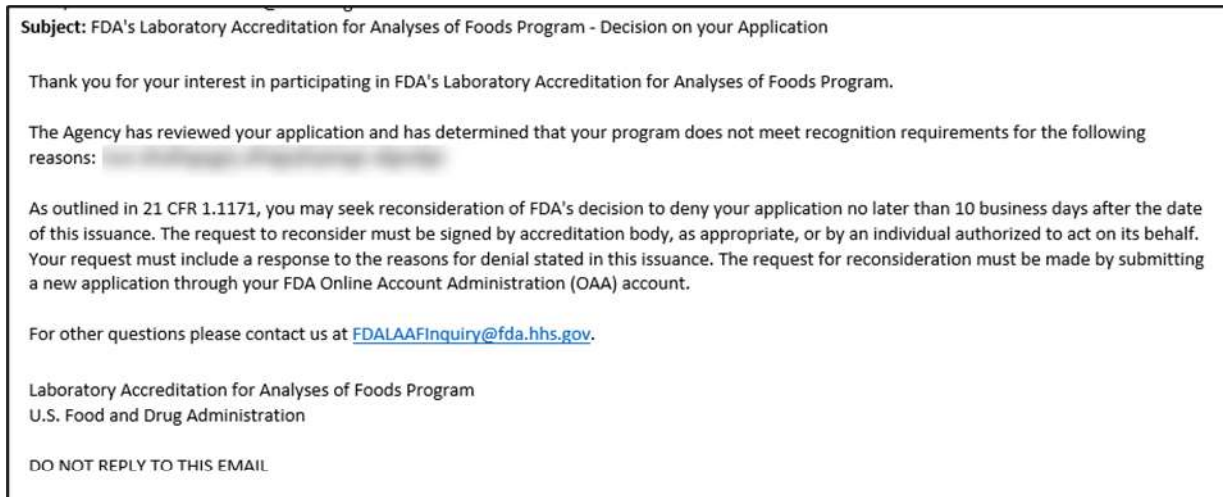 Subject: FDA's Laboratory Accreditation for Analyses of Foods Program - Decision on your Application
Thank you for your interest in participating in FDA's Laboratory Accreditation for Analyses of Foods Program.
The Agency has reviewed your application and has determined that your program does not meet recognition requirements for the following
reasons:
As outlined in 21 CFR 1.1171, you may seek reconsideration of FDA's decision to deny your application no later than 10 business days after the date
of this issuance. The request to reconsider must be signed by accreditation body, as appropriate, or by an individual authorized to act on its behalf.
Your request must include a response to the reasons for denial stated in this issuance. The request for reconsideration must be made by submitting
a new application through your FDA Online Account Administration (OAA) account.
For other questions please contact us at FDALAAFInquiry@fda.hhs.gov.
Laboratory Accreditation for Analyses of Foods Program
U.S. Food and Drug Administration
DO NOT REPLY TO THIS EMAIL